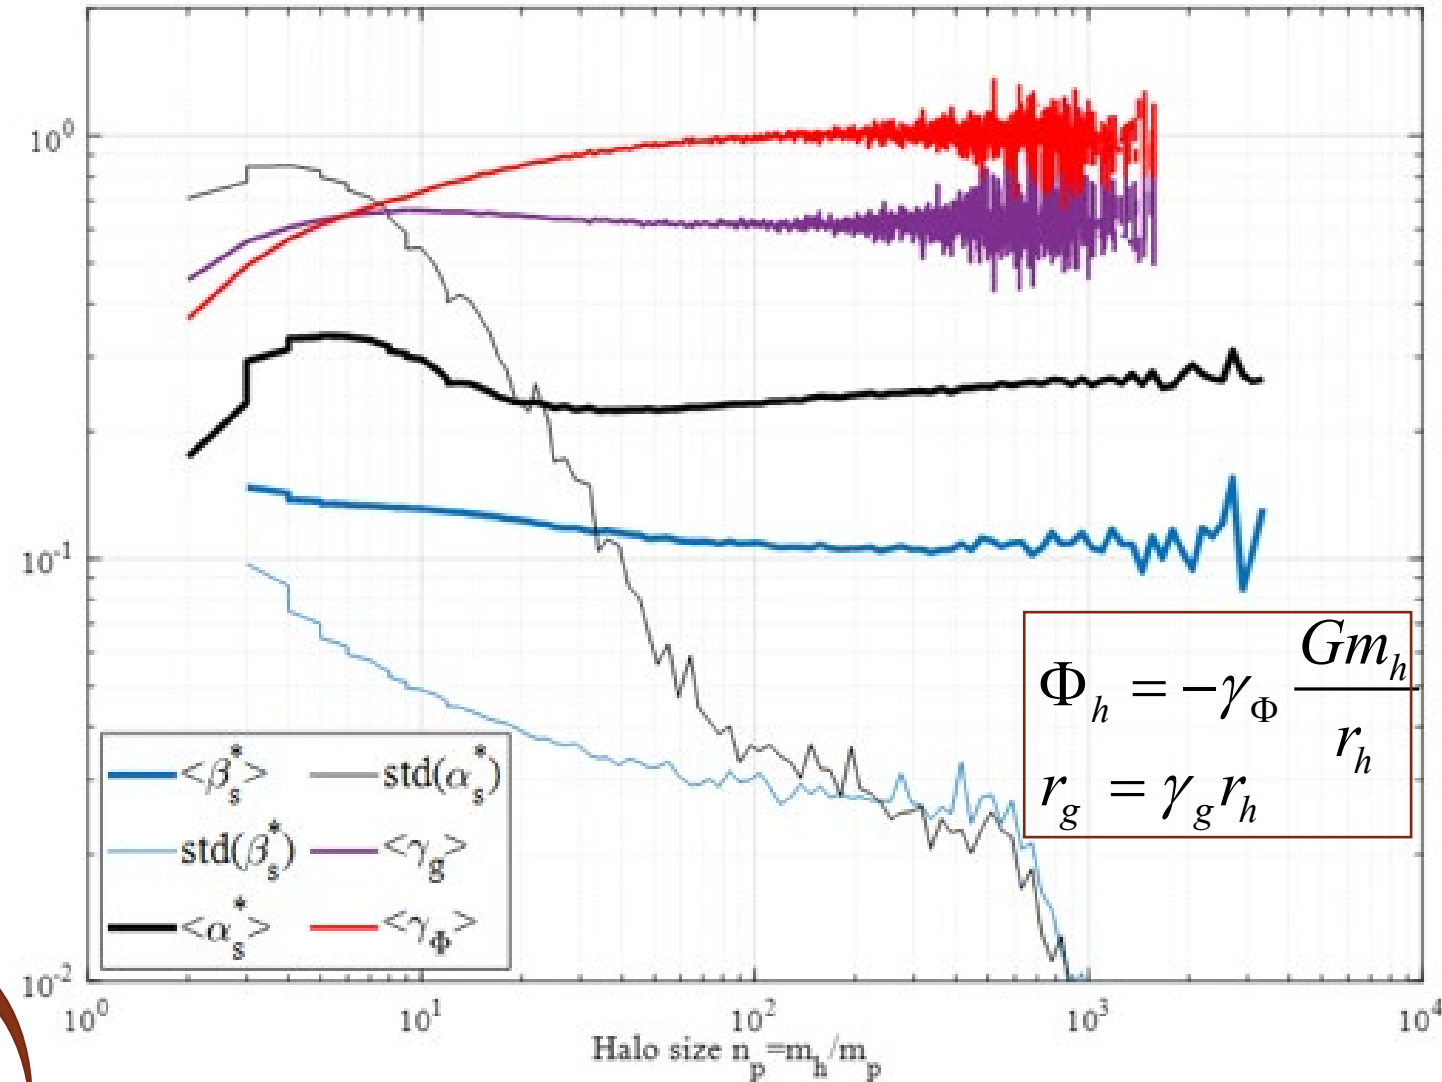 10^0
10^-1
10^-2
10^0 10^1 10^2 10^3 10^4
Halo size n_p=m_h/m_p
<β_s^*> std(α_s^*)
std(β_s^*) <γ_g>
<α_s^*> <γ_Φ>
Φ_h = −γ_Φ Gm_h / r_h
r_g = γ_g r_h